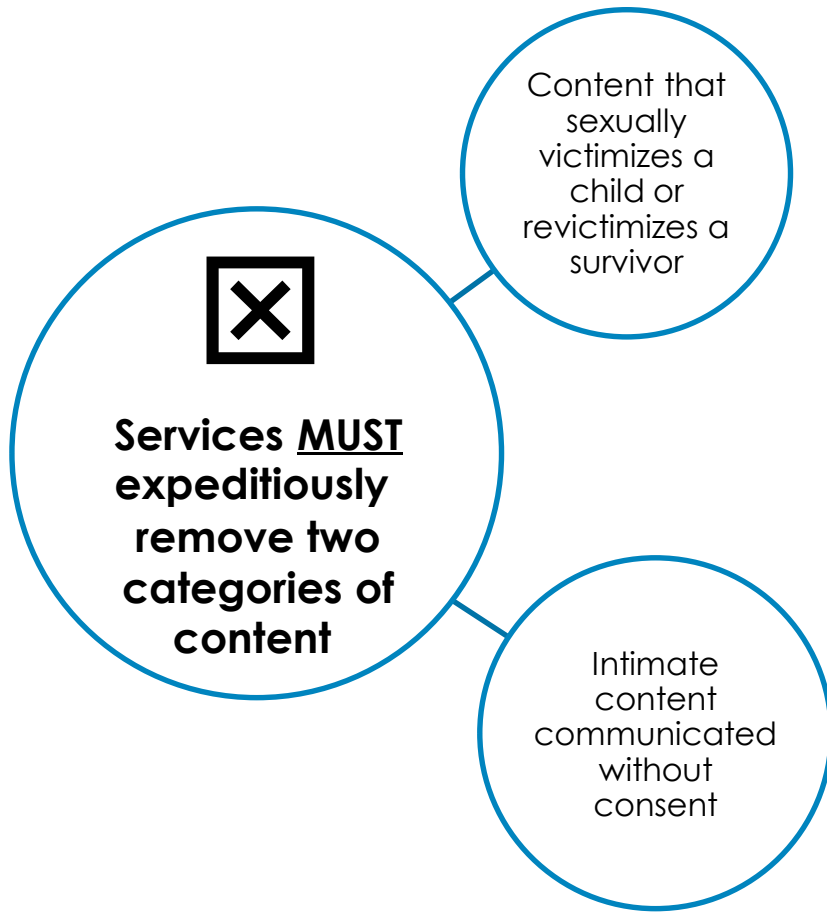 Content that
sexually
victimizes a
child or
revictimizes a
survivor
Services MUST
expeditiously
remove two
categories of
content
Intimate
content
communicated
without
consent